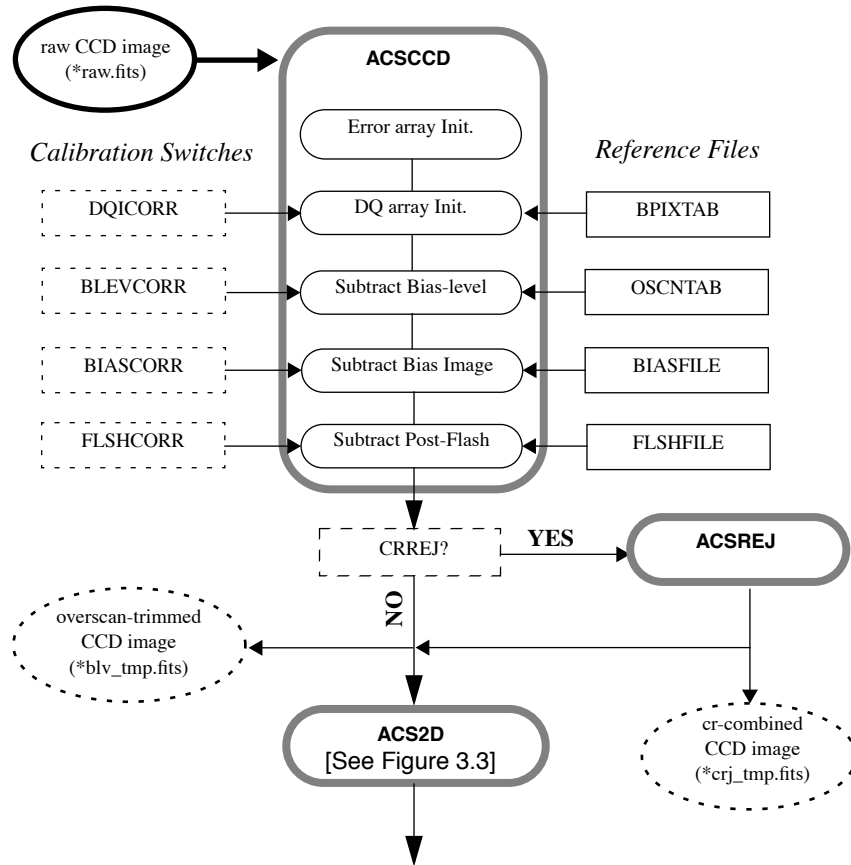 raw CCD image
(*raw.fits)
ACSCCD
Error array Init.
Calibration Switches
Reference Files
DQICORR
DQ array Init.
BPIXTAB
BLEVCORR
Subtract Bias-level
OSCNTAB
BIASCORR
Subtract Bias Image
BIASFILE
FLSHCORR
Subtract Post-Flash
FLSHFILE
CRREJ?
YES
ACSREJ
NO
overscan-trimmed
CCD image
(*blv_tmp.fits)
ACS2D
[See Figure 3.3]
cr-combined
CCD image
(*crj_tmp.fits)